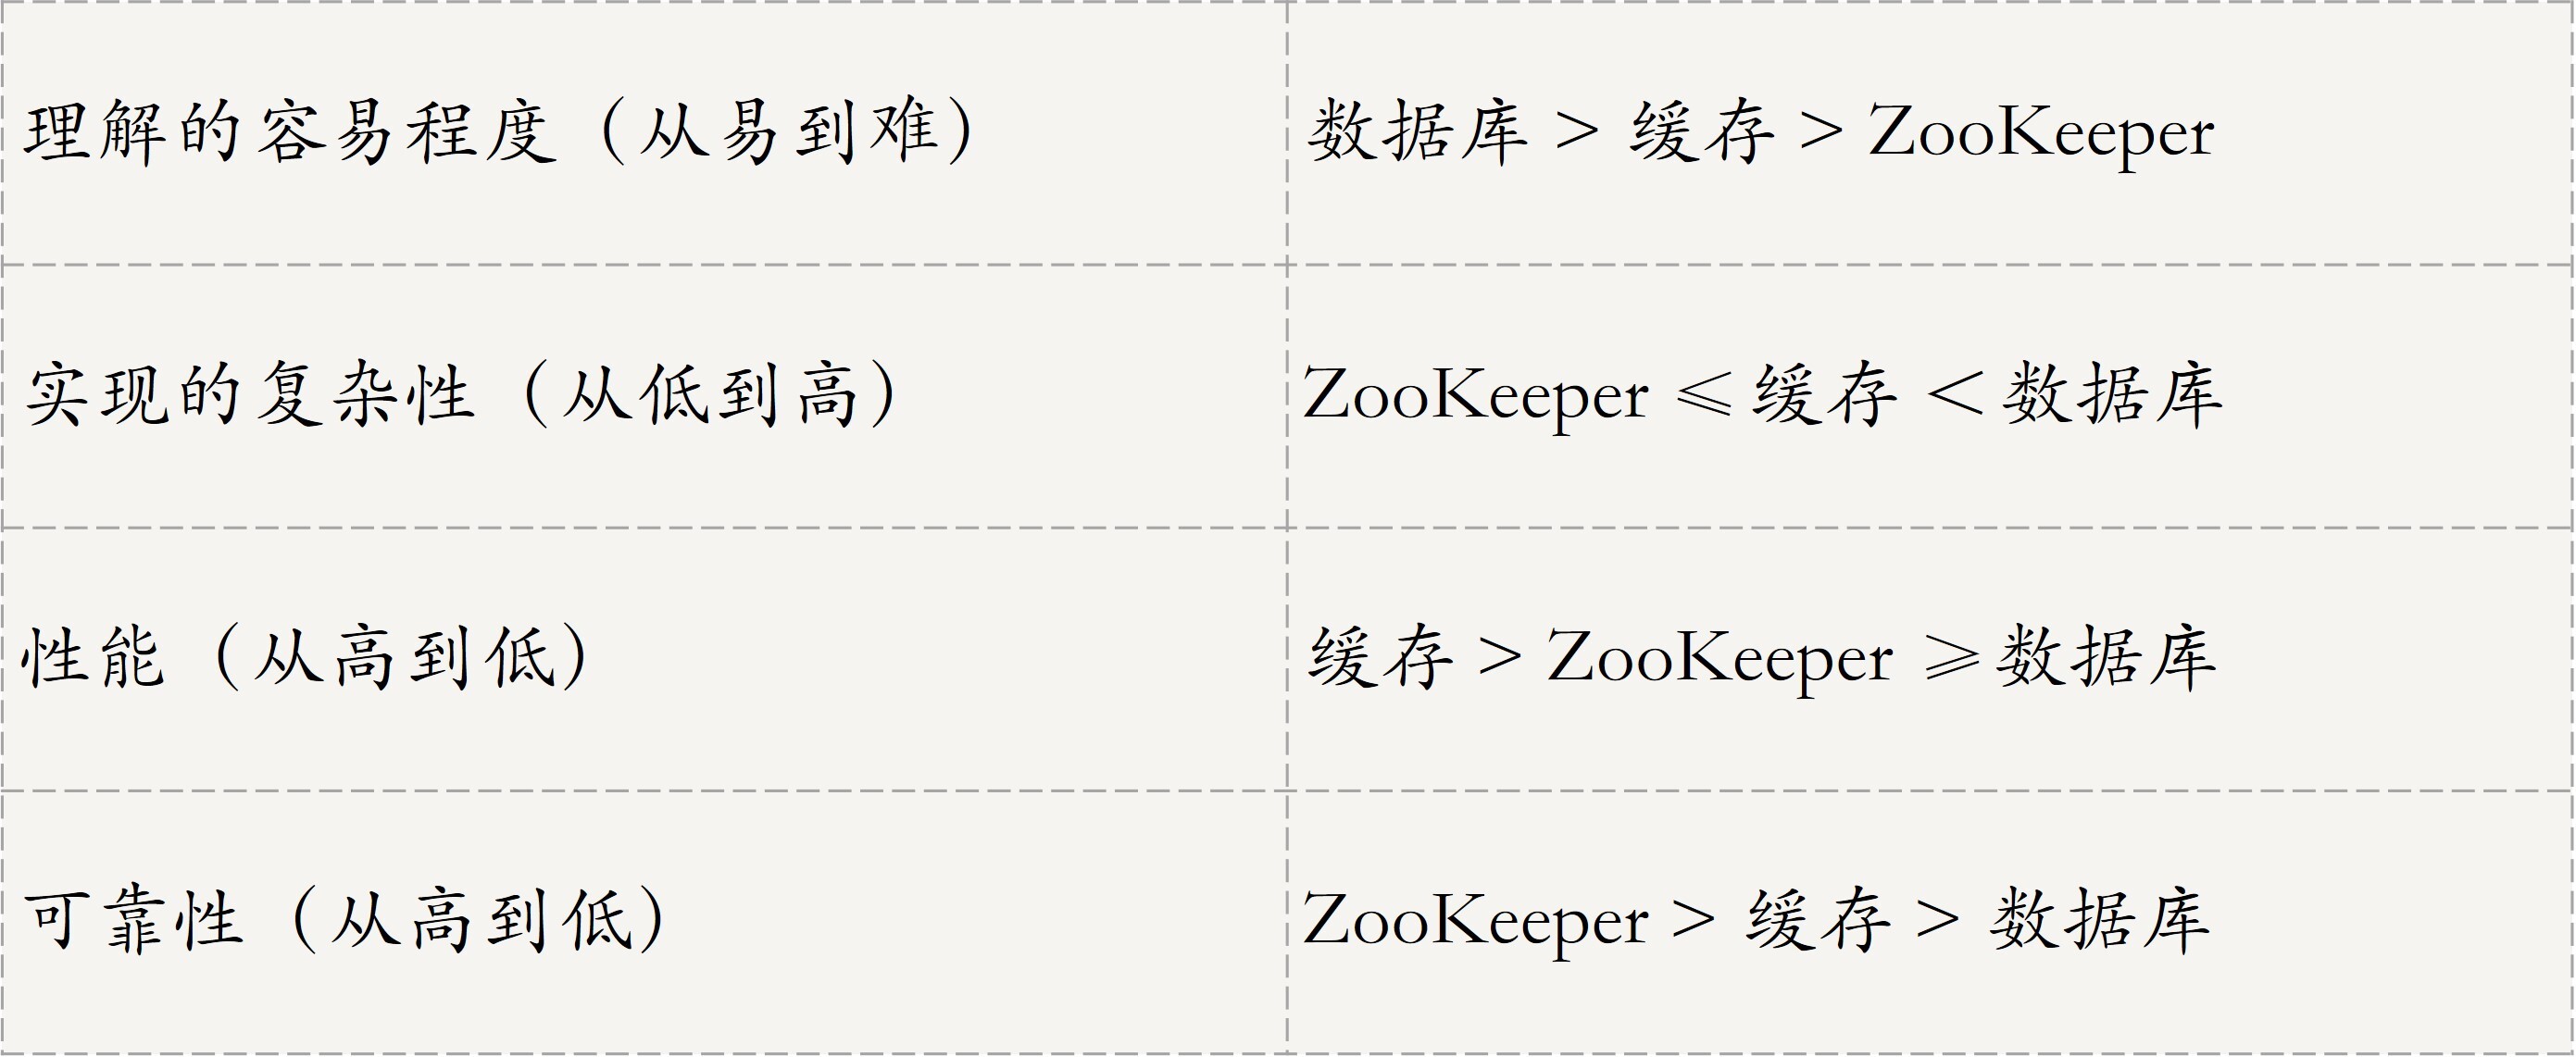 理解的容易程度（从易到难）
数据库 > 缓存 > ZooKeeper
实现的复杂性（从低到高）
ZooKeeper ⩽ 缓存 < 数据库
性能（从高到低）
缓存 > ZooKeeper ⩾ 数据库
可靠性（从高到低）
ZooKeeper > 缓存 > 数据库